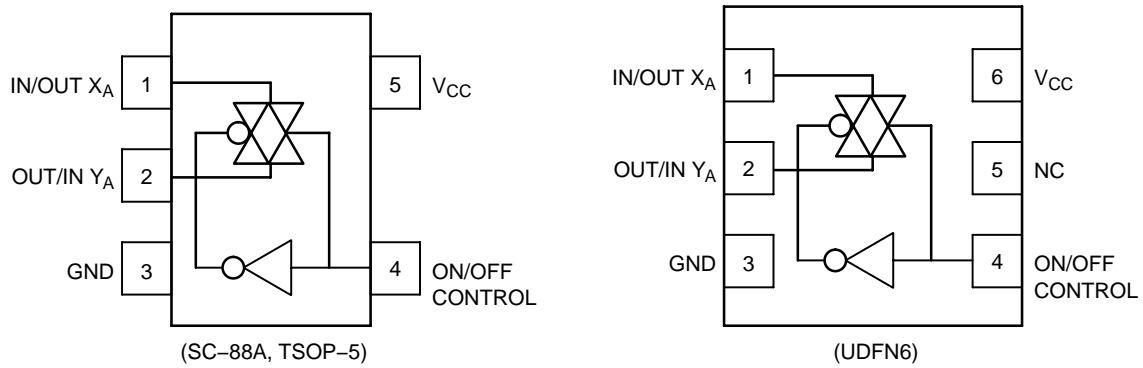 IN/OUT XA
1
5
VCC
OUT/IN YA
2
GND
3
4
ON/OFF
CONTROL
(SC−88A, TSOP−5)
IN/OUT XA
1
6
VCC
OUT/IN YA
2
5
NC
GND
3
4
ON/OFF
CONTROL
(UDFN6)